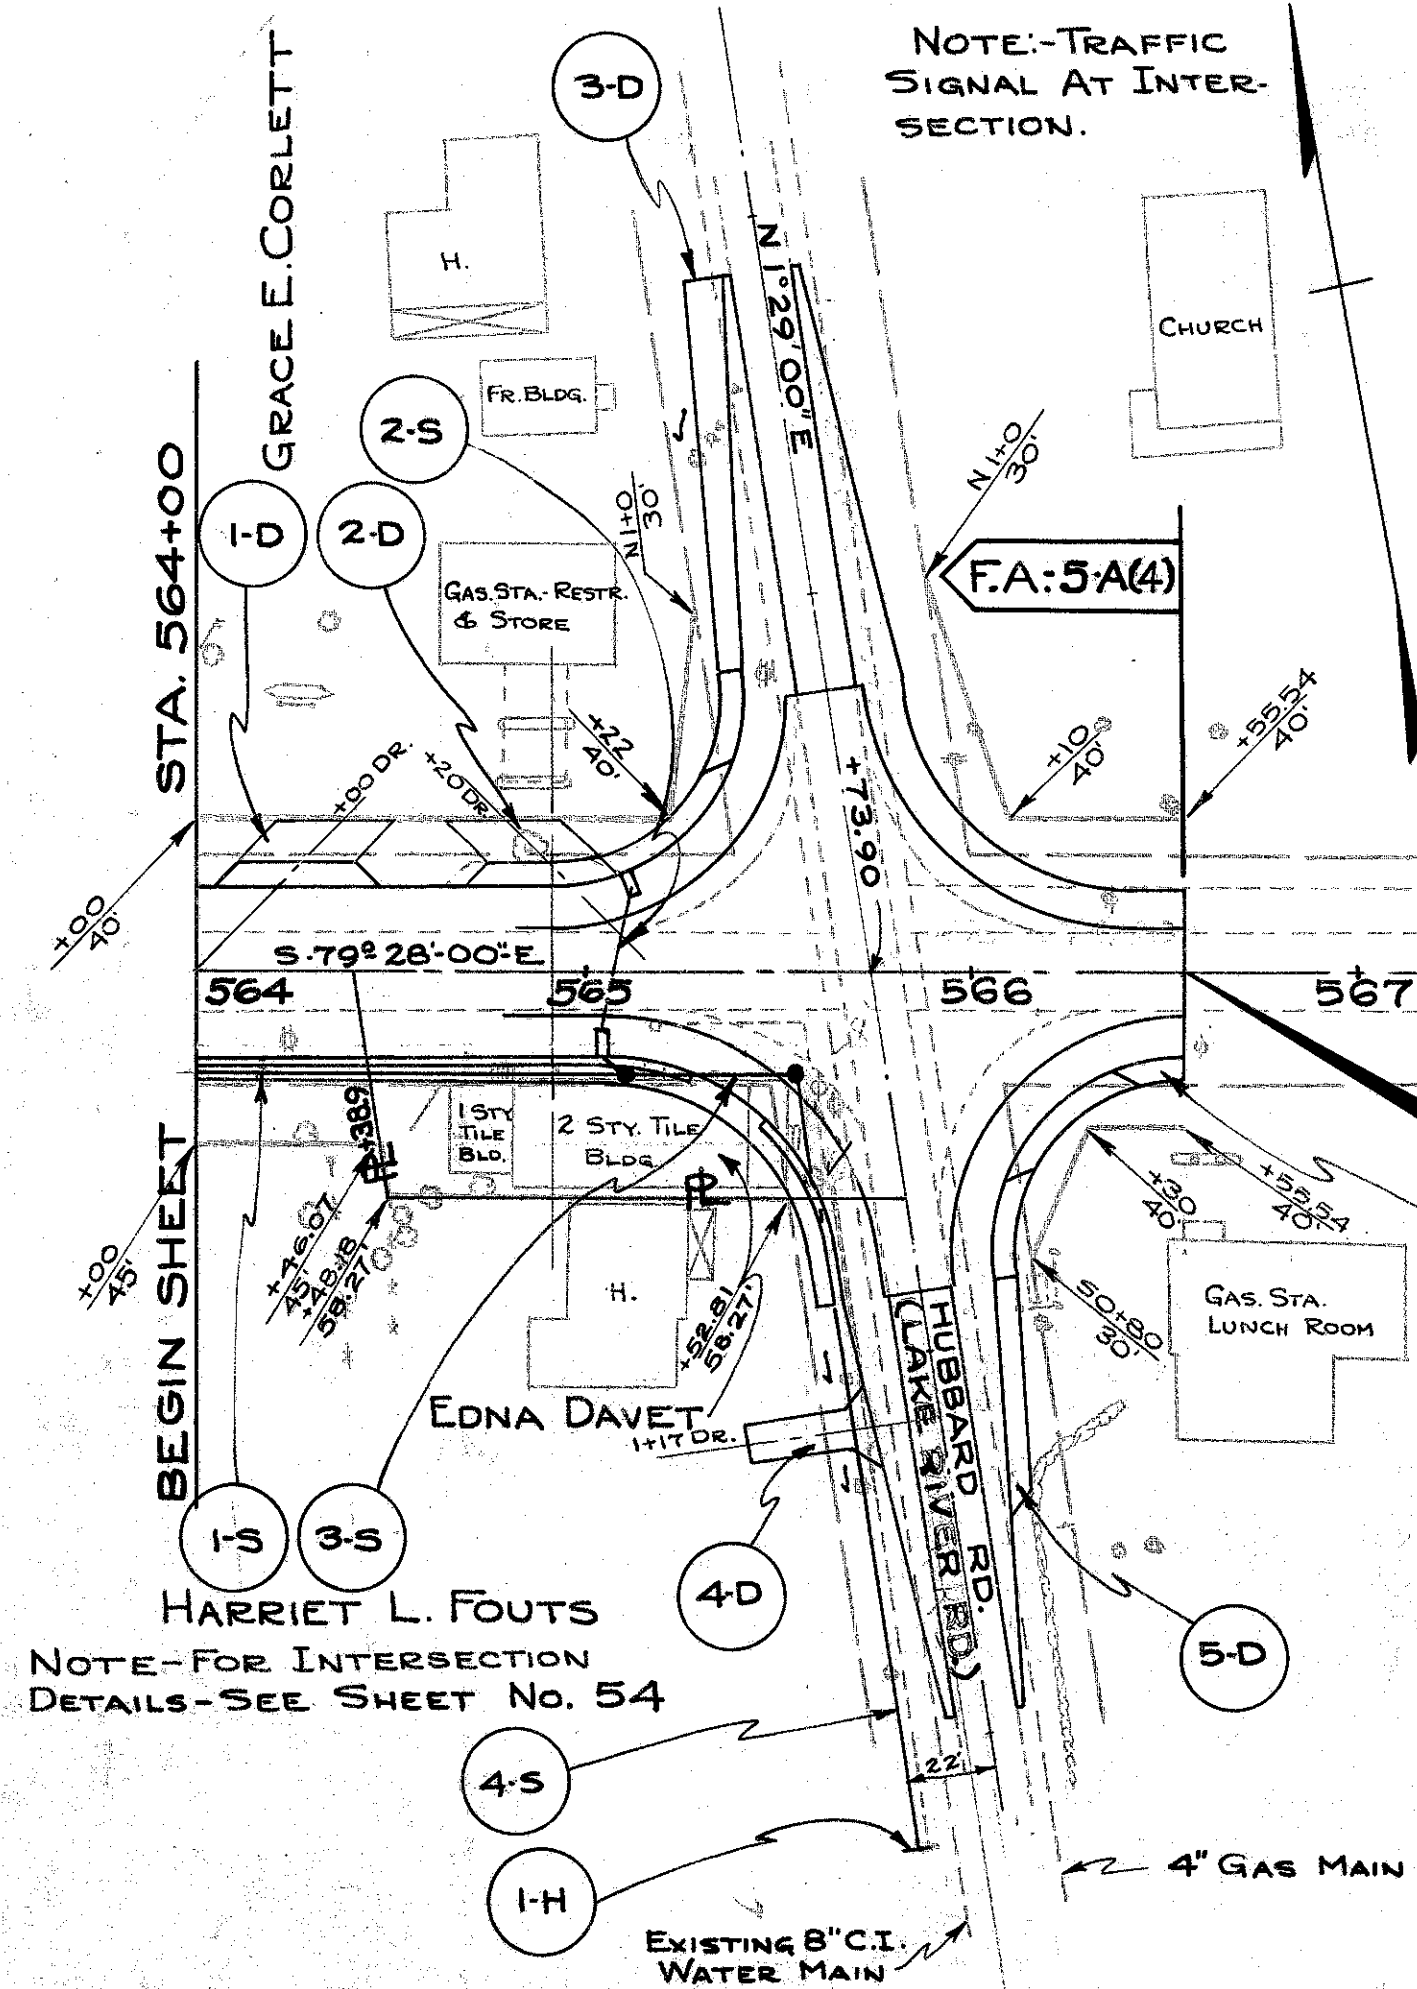 NOTE:-TRAFFIC
SIGNAL AT INTER-
SECTION.
3-D
GRACE E. CORLETT
H.
N 1°29'00" E
CHURCH
FR. BLDG.
2-S
N 1+0
30'
N 1+0
30'
STA. 564+00
1-D
2-D
F.A.-5-A(4)
GAS. STA.- RESTR.
& STORE
+22
40'
+00 DR.
+20 DR.
+10
40'
+55.54
40'
+73.90
+00
40'
S-79°28'-00"-E
564
565
566
567
BEGIN SHEET
1 STY
TILE
BLD.
2 STY. TILE
BLDG.
+38.9
PL
PL
+00
45'
+46.07
45'
+48.18
58.27'
H.
+52.81
58.27'
+30
40'
+55.54
40'
50+80
30'
GAS. STA.
LUNCH ROOM
HUBBARD RD.
(LAKE RIVER RD.)
EDNA DAVET
1+17 DR.
1-S
3-S
4-D
5-D
HARRIET L. FOUTS
NOTE-FOR INTERSECTION
DETAILS-SEE SHEET No. 54
4-S
22'
1-H
4" GAS MAIN
EXISTING 8" C.I.
WATER MAIN